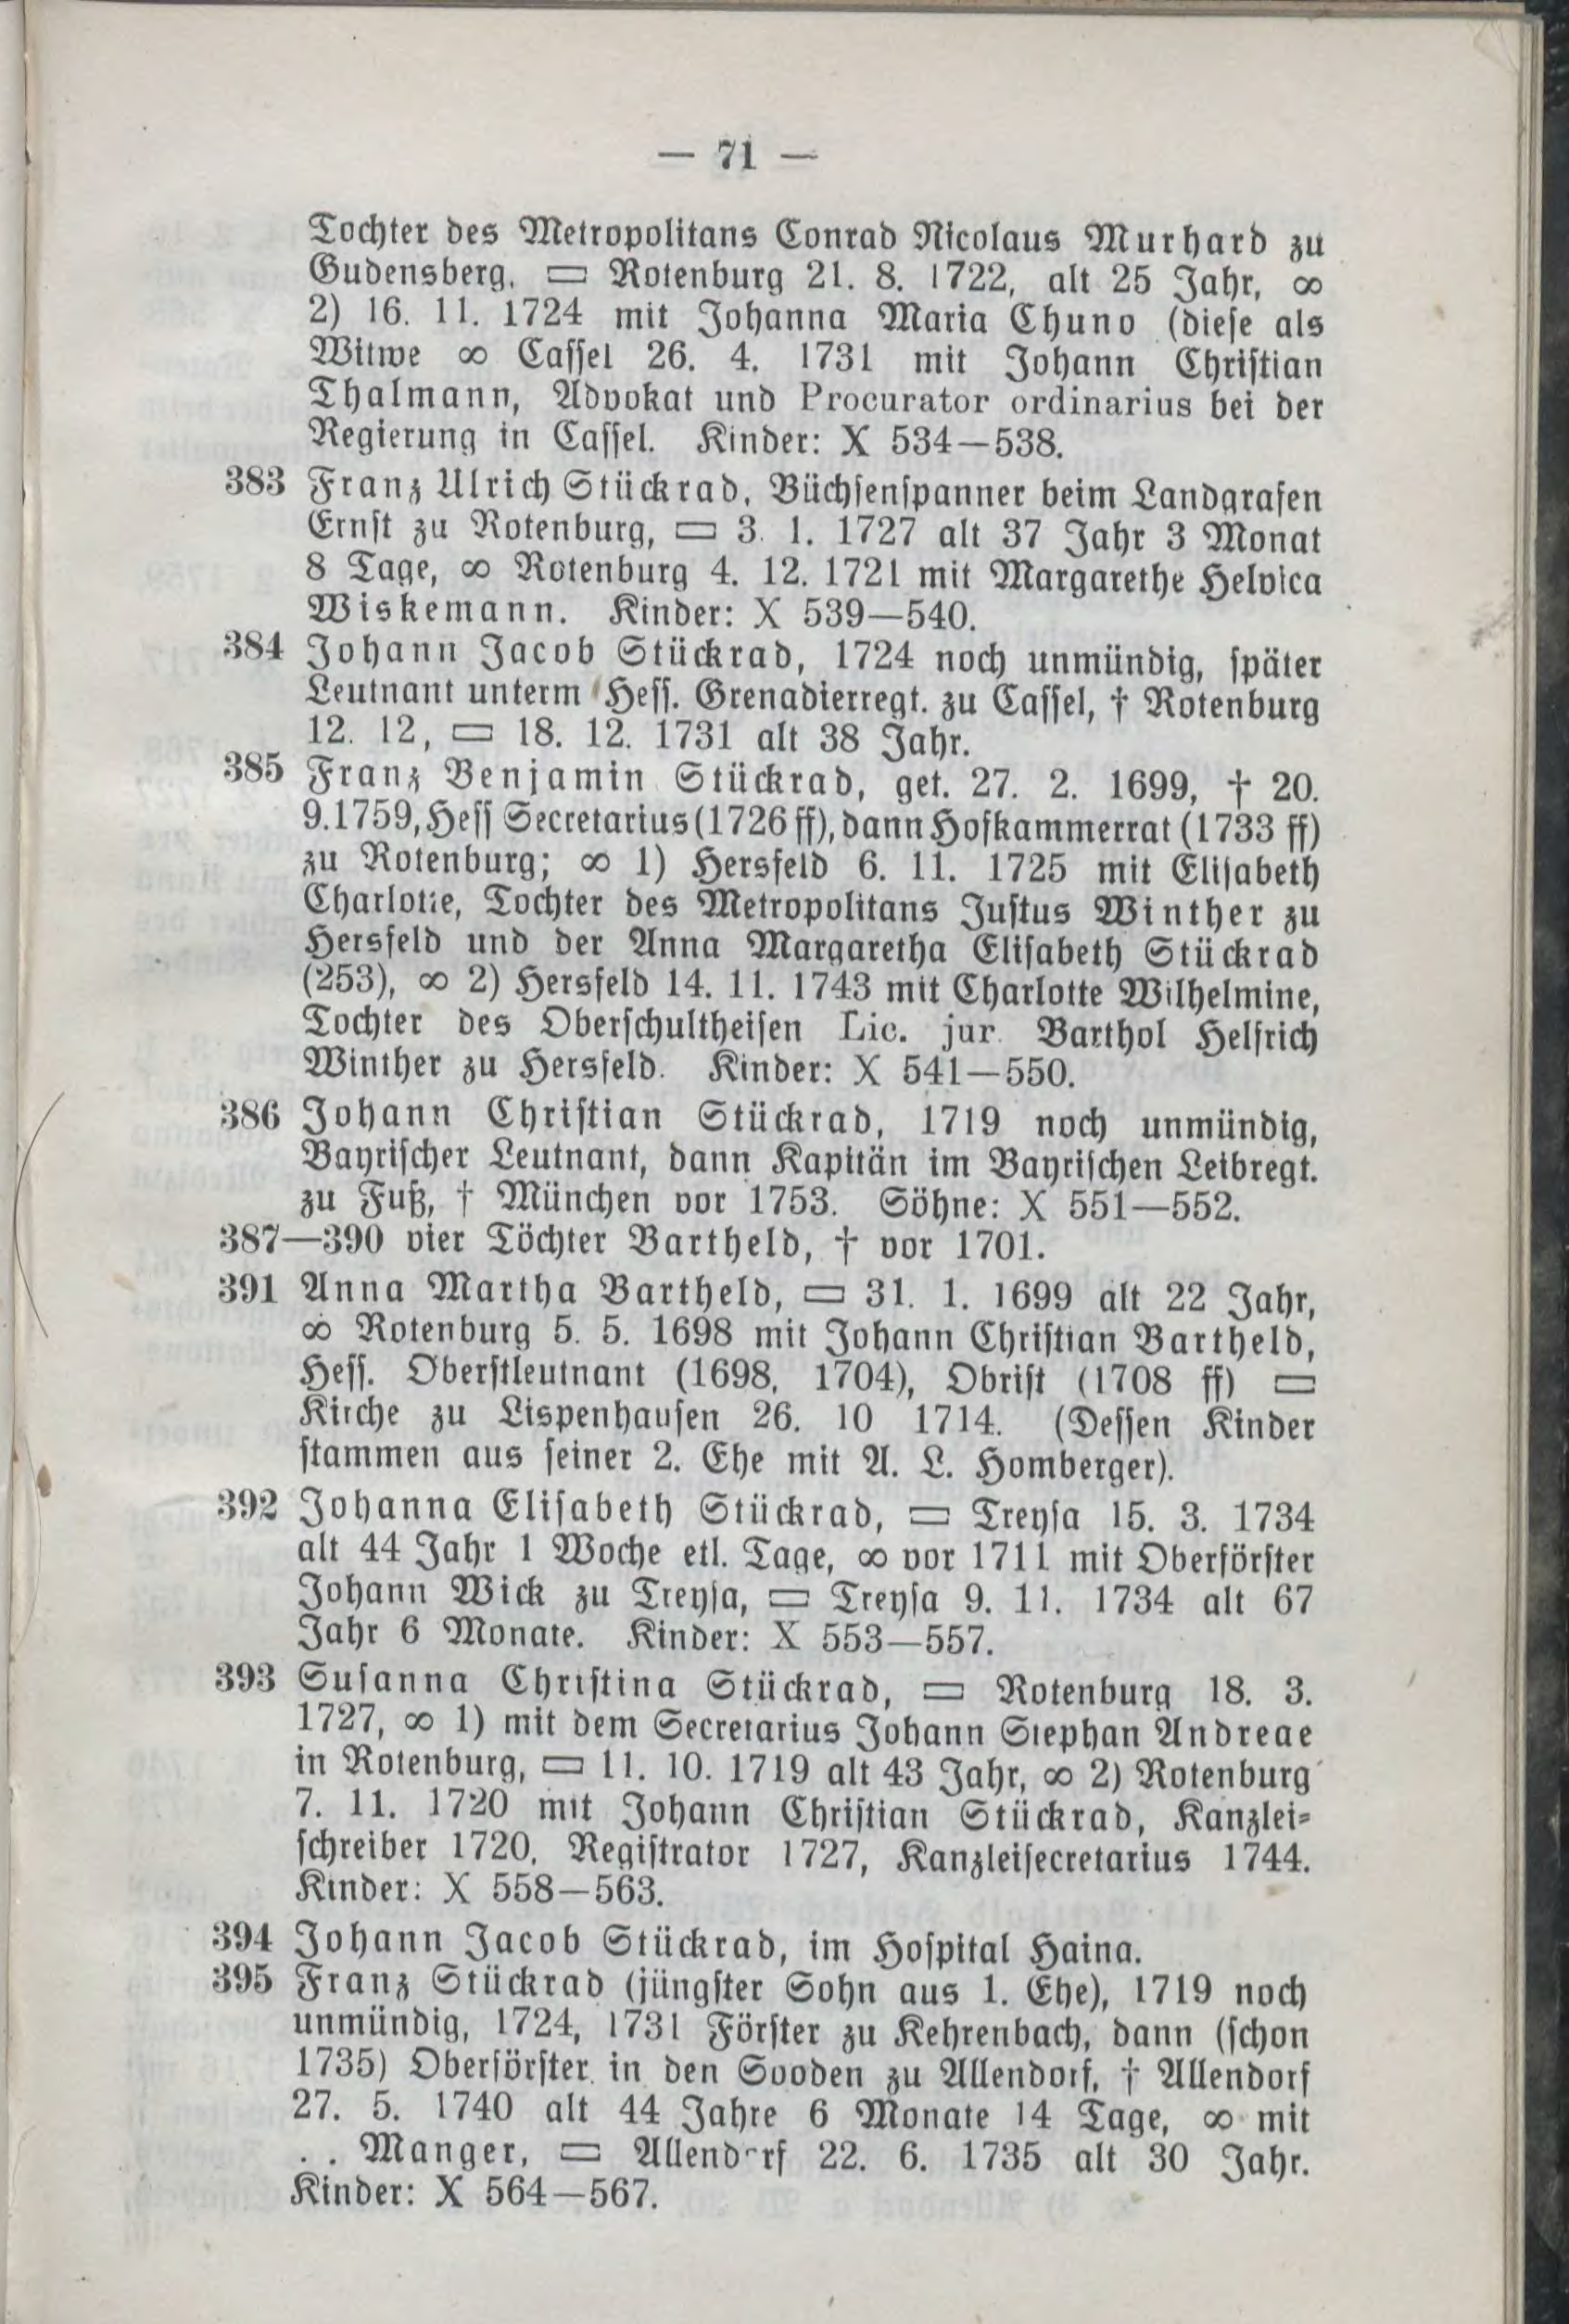 — 71 —
Tochter des Metropolitans Conrad Nicolaus Murhard zu
Gudensberg, ▭ Rotenburg 21. 8. 1722, alt 25 Jahr, ∞
2) 16. 11. 1724 mit Johanna Maria Chuno (diese als
Witwe ∞ Cassel 26. 4. 1731 mit Johann Christian
Thalmann, Advokat und Procurator ordinarius bei der
Regierung in Cassel. Kinder: X 534—538.
383 Franz Ulrich Stückrad, Büchsenspanner beim Landgrafen
Ernst zu Rotenburg, ▭ 3. 1. 1727 alt 37 Jahr 3 Monat
8 Tage, ∞ Rotenburg 4. 12. 1721 mit Margarethe Helvica
Wiskemann. Kinder: X 539—540.
384 Johann Jacob Stückrad, 1724 noch unmündig, später
Leutnant unterm Hess. Grenadierregt. zu Cassel, † Rotenburg
12. 12, ▭ 18. 12. 1731 alt 38 Jahr.
385 Franz Benjamin Stückrad, get. 27. 2. 1699, † 20.
9.1759, Hess Secretarius (1726 ff), dann Hofkammerrat (1733 ff)
zu Rotenburg; ∞ 1) Hersfeld 6. 11. 1725 mit Elisabeth
Charlotte, Tochter des Metropolitans Justus Winther zu
Hersfeld und der Anna Margaretha Elisabeth Stückrad
(253), ∞ 2) Hersfeld 14. 11. 1743 mit Charlotte Wilhelmine,
Tochter des Oberschultheisen Lic. jur. Barthol Helfrich
Winther zu Hersfeld. Kinder: X 541—550.
386 Johann Christian Stückrad, 1719 noch unmündig,
Bayrischer Leutnant, dann Kapitän im Bayrischen Leibregt.
zu Fuß, † München vor 1753. Söhne: X 551—552.
387—390 vier Töchter Bartheld, † vor 1701.
391 Anna Martha Bartheld, ▭ 31. 1. 1699 alt 22 Jahr,
∞ Rotenburg 5. 5. 1698 mit Johann Christian Bartheld,
Hess. Oberstleutnant (1698, 1704), Obrist (1708 ff) ▭
Kirche zu Lispenhausen 26. 10 1714. (Dessen Kinder
stammen aus seiner 2. Ehe mit A. L. Homberger).
392 Johanna Elisabeth Stückrad, ▭ Treysa 15. 3. 1734
alt 44 Jahr 1 Woche etl. Tage, ∞ vor 1711 mit Oberförster
Johann Wick zu Treysa, ▭ Treysa 9. 11. 1734 alt 67
Jahr 6 Monate. Kinder: X 553—557.
393 Susanna Christina Stückrad, ▭ Rotenburg 18. 3.
1727, ∞ 1) mit dem Secretarius Johann Stephan Andreae
in Rotenburg, ▭ 11. 10. 1719 alt 43 Jahr, ∞ 2) Rotenburg
7. 11. 1720 mit Johann Christian Stückrad, Kanzlei-
schreiber 1720, Registrator 1727, Kanzleisecretarius 1744.
Kinder: X 558—563.
394 Johann Jacob Stückrad, im Hospital Haina.
395 Franz Stückrad (jüngster Sohn aus 1. Ehe), 1719 noch
unmündig, 1724, 1731 Förster zu Kehrenbach, dann (schon
1735) Oberförster in den Sooden zu Allendorf, † Allendorf
27. 5. 1740 alt 44 Jahre 6 Monate 14 Tage, ∞ mit
. . Manger, ▭ Allendorf 22. 6. 1735 alt 30 Jahr.
Kinder: X 564—567.